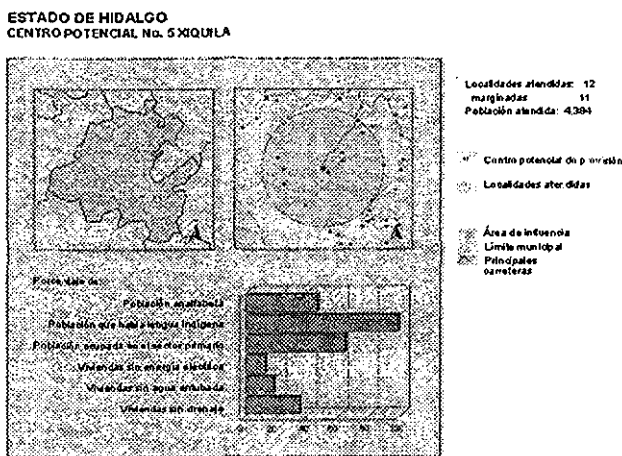 ESTADO DE HIDALGO
CENTRO POTENCIAL No. 5 XIQUILA
Localidades atendidas: 12
marginadas 11
Población atendida: 4,384
Centro potencial de provisión
Localidades atendidas
Área de influencia
Límite municipal
Principales
carreteras
Porcentaje de:
Población analfabeta
Población que habla lengua indígena
Población ocupada en el sector primario
Viviendas sin energía eléctrica
Viviendas sin agua entubada
Viviendas sin drenaje
0 20 40 60 80 100